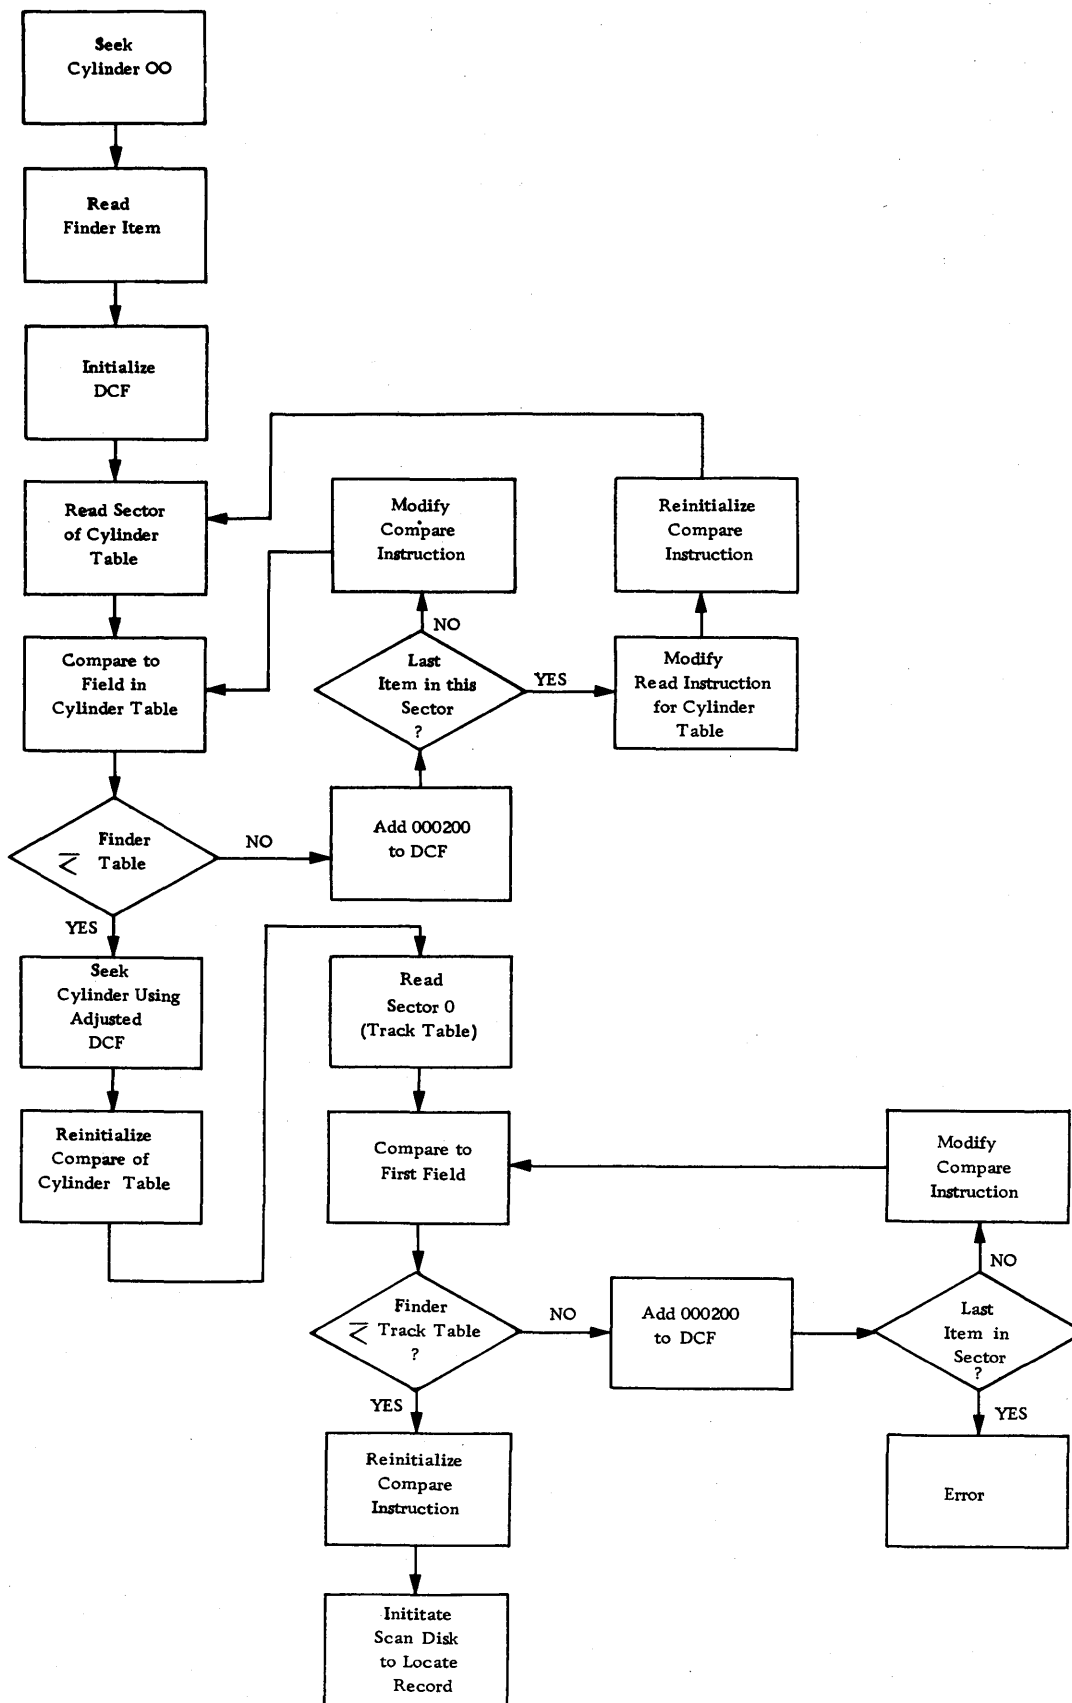 Seek
Cylinder 00
Read
Finder Item
Initialize
DCF
Read Sector
of Cylinder
Table
Modify
Compare
Instruction
Reinitialize
Compare
Instruction
NO
Compare to
Field in
Cylinder Table
Last
Item in this
Sector
?
YES
Modify
Read Instruction
for Cylinder
Table
Finder
≤ Table
NO
Add 000200
to DCF
YES
Seek
Cylinder Using
Adjusted
DCF
Read
Sector 0
(Track Table)
Reinitialize
Compare of
Cylinder Table
Compare to
First Field
Modify
Compare
Instruction
NO
Finder
≤ Track Table
?
NO
Add 000200
to DCF
Last
Item in
Sector
?
YES
YES
Reinitialize
Compare
Instruction
Error
Inititate
Scan Disk
to Locate
Record